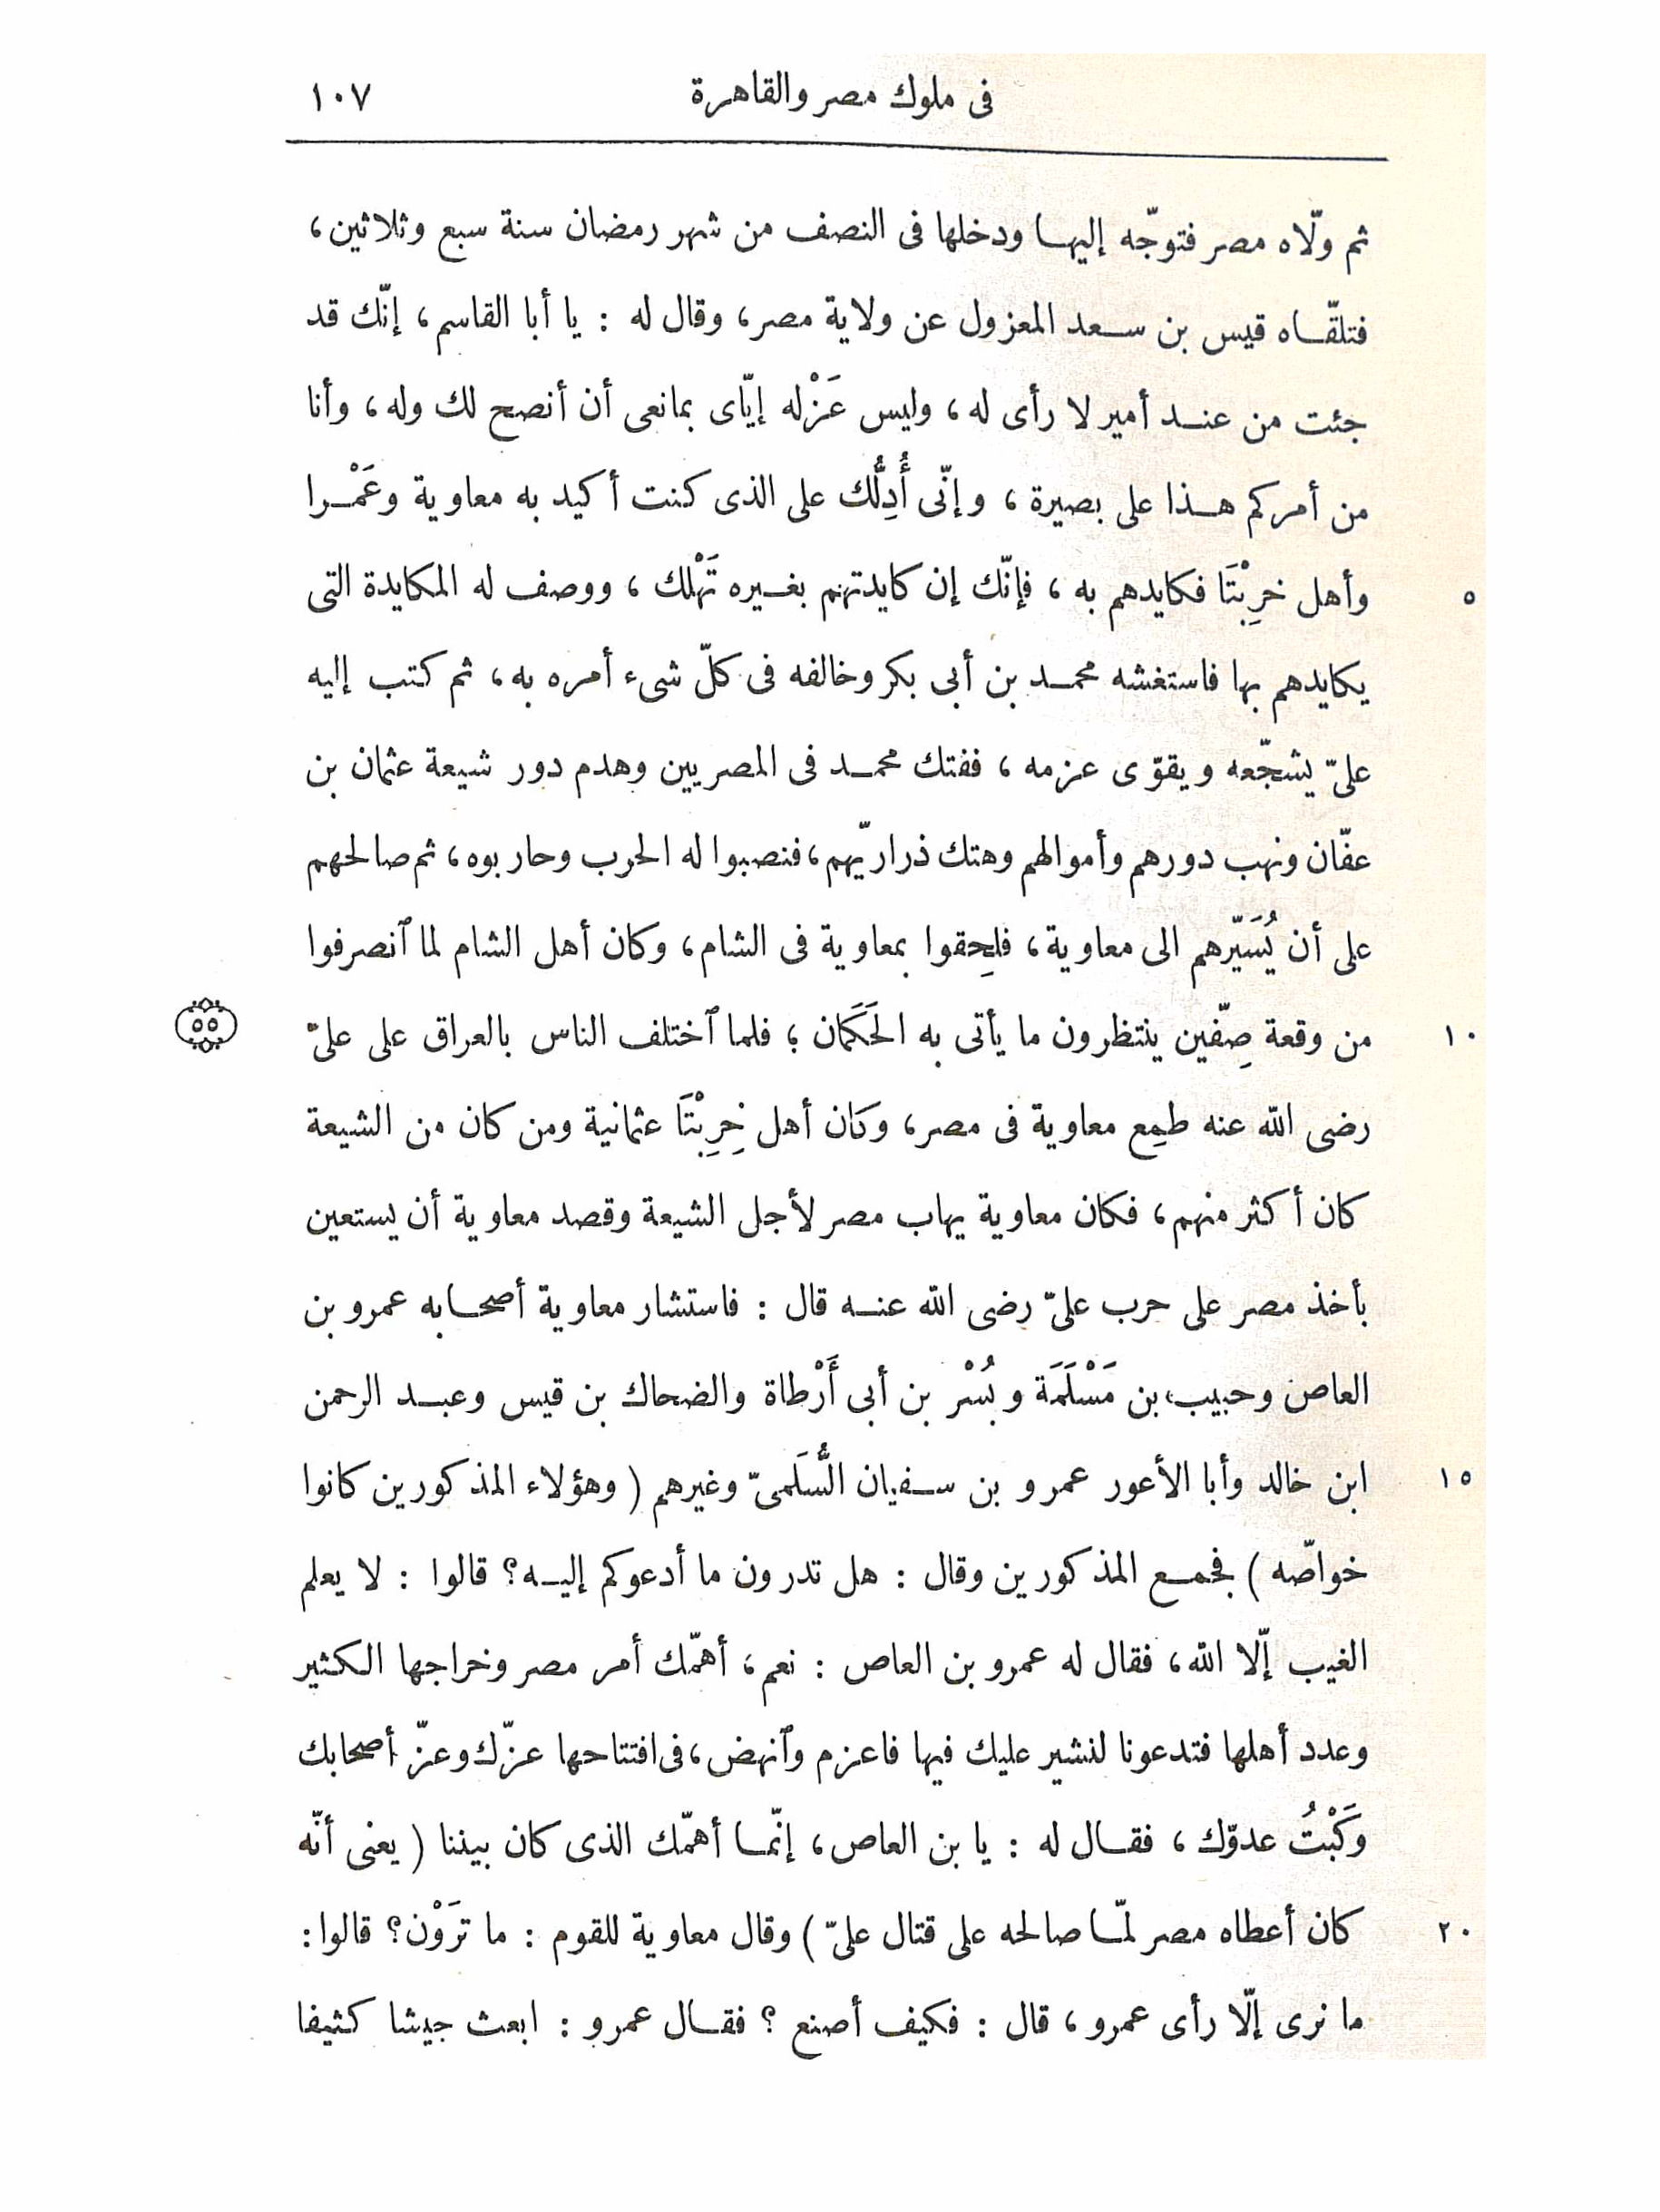 فى ملوك مصر والقاهرة ١٠٧
ثم ولّاه مصر فتوجّه إليها ودخلها فى النصف من شهر رمضان سنة سبع وثلاثين،
فتلقّاه قيس بن سعد المعزول عن ولاية مصر، وقال له : يا أبا القاسم، إنّك قد
جئت من عند أمير لا رأى له، وليس عَزْله إيّاى بمانعى أن أنصح لك وله، وأنا
من أمركم هذا على بصيرة، وإنّى أُدِلُّك على الذى كنت أكيد به معاوية وعَمْرا
وأهل خرِبْتَا فكايدهم به، فإنّك إن كايدتهم بغيره تَهْلك، ووصف له المكايدة التى ٥
يكايدهم بها فاستغشه محمد بن أبى بكر وخالفه فى كلّ شىء أمره به، ثم كتب إليه
علىّ يشجّعه ويقوّى عزمه، ففتك محمد فى المصريين وهدم دور شيعة عثمان بن
عفّان ونهب دورهم وأموالهم وهتك ذراريّهم، فنصبوا له الحرب وحاربوه، ثم صالحهم
على أن يُسَيّرهم الى معاوية، فلحِقوا بمعاوية فى الشام، وكان أهل الشام لما ٱنصرفوا
من وقعة صِفّين ينتظرون ما يأتى به الحَكَمان؛ فلما ٱختلف الناس بالعراق على علىّ ١٠ ٥٥
رضى الله عنه طمِع معاوية فى مصر، وكان أهل خِرِبْتَا عثمانية ومن كان من الشيعة
كان أكثر منهم، فكان معاوية يهاب مصر لأجل الشيعة وقصد معاوية أن يستعين
بأخذ مصر على حرب علىّ رضى الله عنه قال : فاستشار معاوية أصحابه عمرو بن
العاص وحبيب بن مَسْلَمَة وبُسْر بن أبى أَرْطاة والضحاك بن قيس وعبد الرحمن
ابن خالد وأبا الأعور عمرو بن سفيان السُّلَمىّ وغيرهم (وهؤلاء المذكورين كانوا ١٥
خواصّه) فجمع المذكورين وقال : هل تدرون ما أدعوكم إليه؟ قالوا : لا يعلم
الغيب إلّا الله، فقال له عمرو بن العاص : نعم، أهمّك أمر مصر وخراجها الكثير
وعدد أهلها فتدعونا لنشير عليك فيها فاعزم وٱنهض، فى افتتاحها عزّك وعزّ أصحابك
وَكَبْتُ عدوّك، فقال له : يا بن العاص، إنّما أهمّك الذى كان بيننا (يعنى أنّه
كان أعطاه مصر لمّا صالحه على قتال علىّ) وقال معاوية للقوم : ما ترَوْن؟ قالوا : ٢٠
ما نرى إلّا رأى عمرو، قال : فكيف أصنع؟ فقال عمرو : ابعث جيشا كثيفا